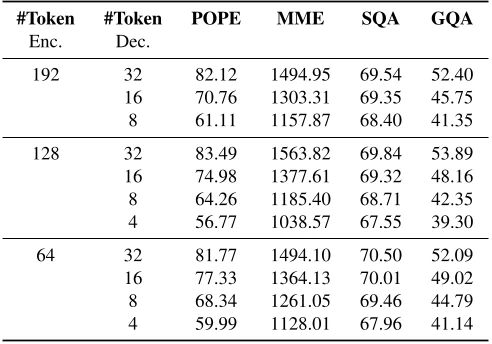 #Token #Token POPE MME SQA GQA
Enc. Dec.
192 32 82.12 1494.95 69.54 52.40
16 70.76 1303.31 69.35 45.75
8 61.11 1157.87 68.40 41.35
128 32 83.49 1563.82 69.84 53.89
16 74.98 1377.61 69.32 48.16
8 64.26 1185.40 68.71 42.35
4 56.77 1038.57 67.55 39.30
64 32 81.77 1494.10 70.50 52.09
16 77.33 1364.13 70.01 49.02
8 68.34 1261.05 69.46 44.79
4 59.99 1128.01 67.96 41.14